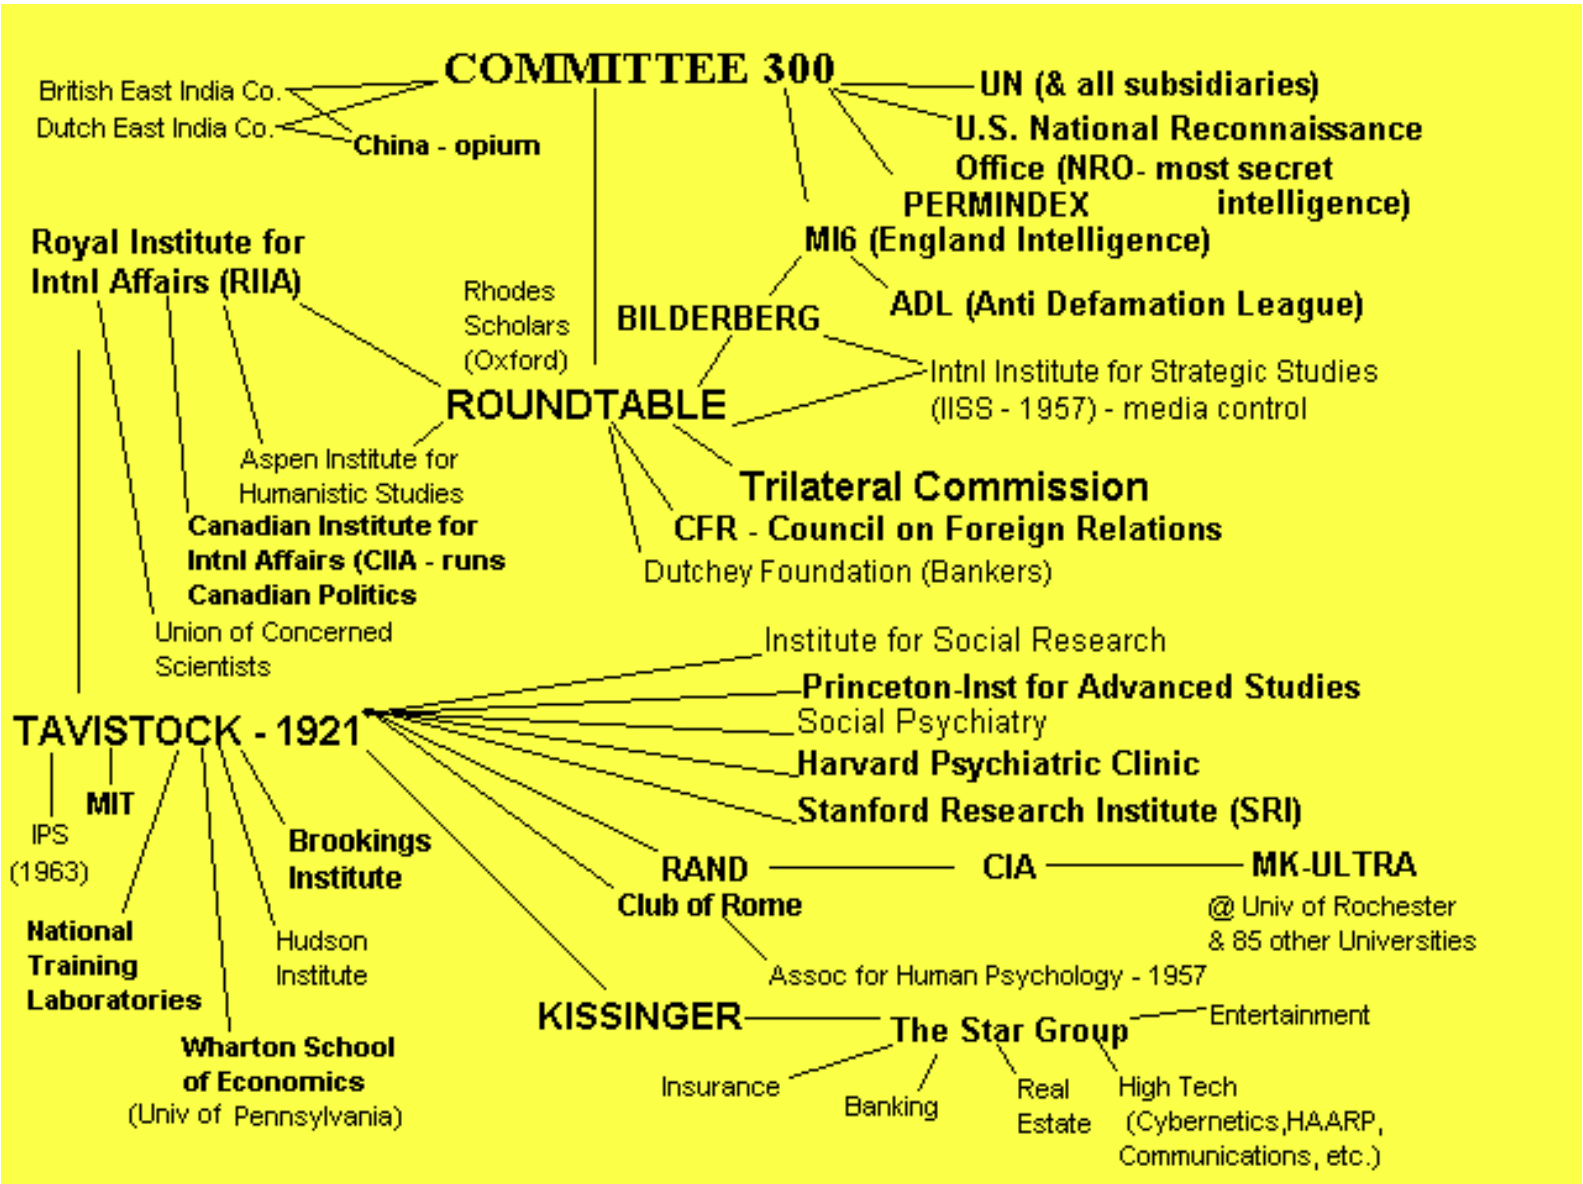 COMMITTEE 300
British East India Co.
Dutch East India Co.
China - opium
UN (& all subsidiaries)
U.S. National Reconnaissance
Office (NRO- most secret
intelligence)
PERMINDEX
MI6 (England Intelligence)
ADL (Anti Defamation League)
BILDERBERG
Royal Institute for
Intnl Affairs (RIIA)
Rhodes
Scholars
(Oxford)
ROUNDTABLE
Intnl Institute for Strategic Studies
(IISS - 1957) - media control
Aspen Institute for
Humanistic Studies
Canadian Institute for
Intnl Affairs (CIIA - runs
Canadian Politics
Union of Concerned
Scientists
Trilateral Commission
CFR - Council on Foreign Relations
Dutchey Foundation (Bankers)
TAVISTOCK - 1921
Institute for Social Research
Princeton-Inst for Advanced Studies
Social Psychiatry
Harvard Psychiatric Clinic
Stanford Research Institute (SRI)
RAND
CIA
MK-ULTRA
@ Univ of Rochester
& 85 other Universities
Club of Rome
Assoc for Human Psychology - 1957
IPS
(1963)
MIT
Brookings
Institute
National
Training
Laboratories
Hudson
Institute
Wharton School
of Economics
(Univ of Pennsylvania)
KISSINGER
The Star Group
Entertainment
Insurance
Banking
Real
Estate
High Tech
(Cybernetics,HAARP,
Communications, etc.)